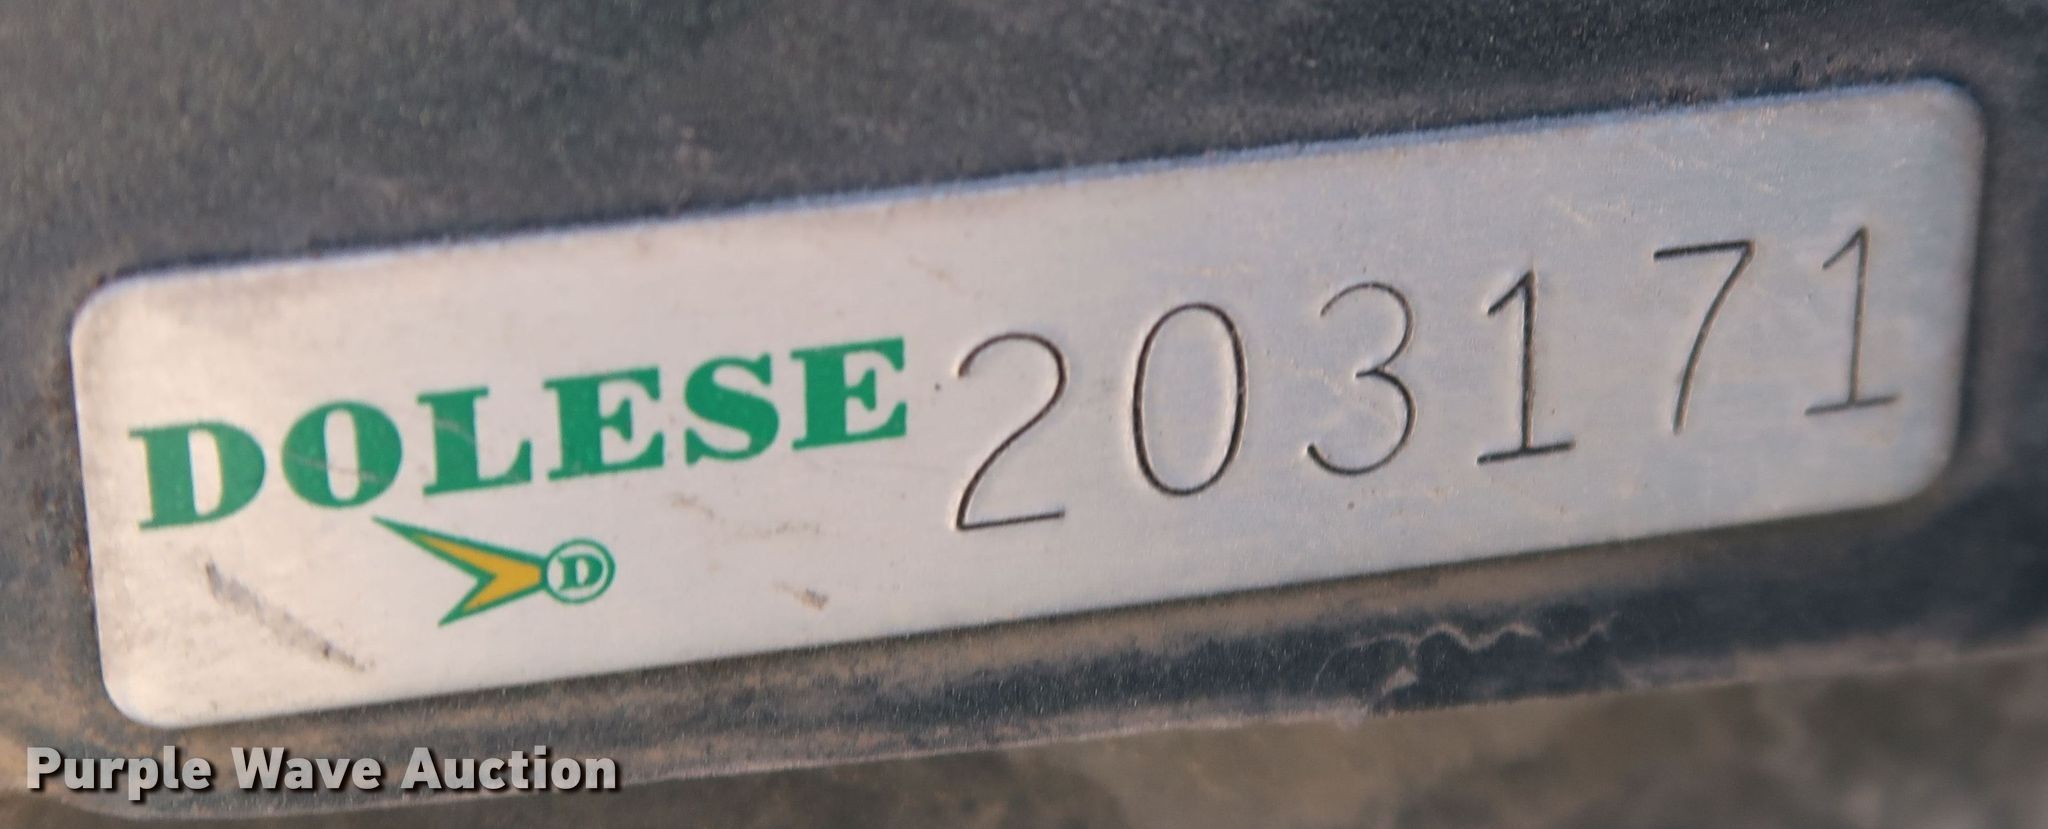 DOLESE 203171
D
Purple Wave Auction